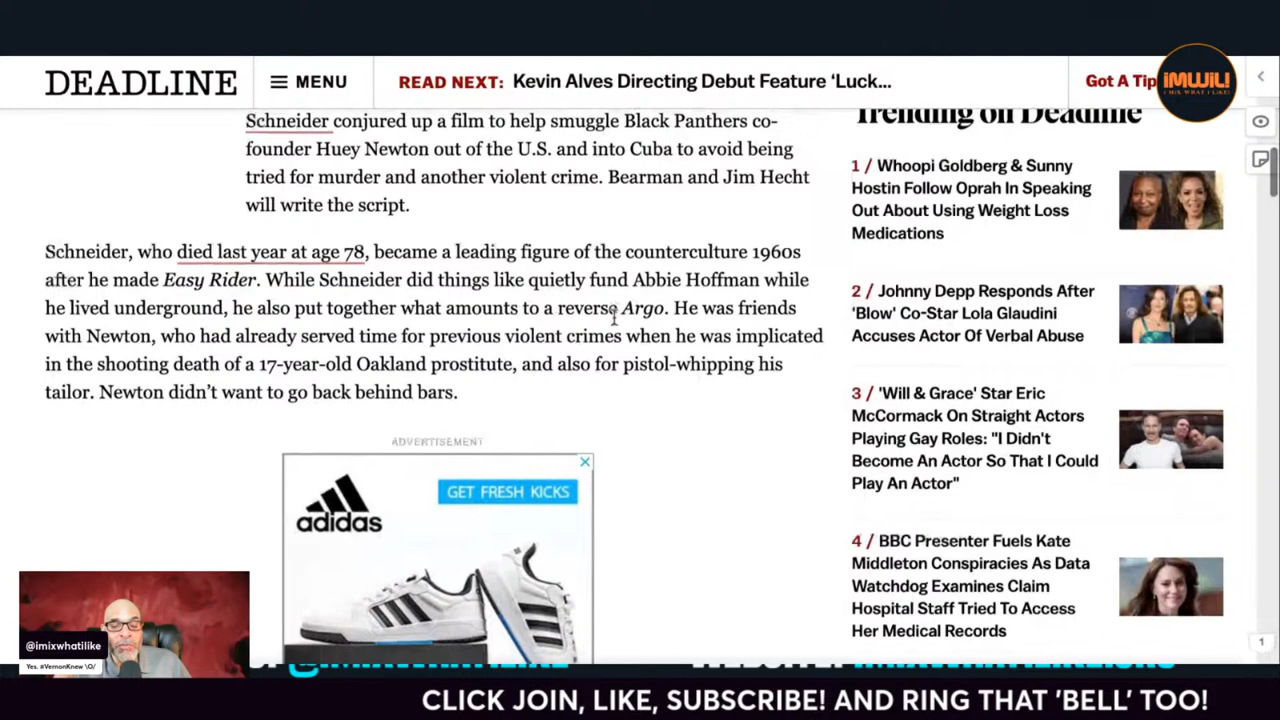 DEADLINE
MENU
READ NEXT: Kevin Alves Directing Debut Feature ‘Luck...
Got A Tip
iMWiL!
I MIX WHAT I LIKE!
Schneider conjured up a film to help smuggle Black Panthers co-
founder Huey Newton out of the U.S. and into Cuba to avoid being
tried for murder and another violent crime. Bearman and Jim Hecht
will write the script.
Schneider, who died last year at age 78, became a leading figure of the counterculture 1960s
after he made Easy Rider. While Schneider did things like quietly fund Abbie Hoffman while
he lived underground, he also put together what amounts to a reverse Argo. He was friends
with Newton, who had already served time for previous violent crimes when he was implicated
in the shooting death of a 17-year-old Oakland prostitute, and also for pistol-whipping his
tailor. Newton didn’t want to go back behind bars.
ADVERTISEMENT
adidas
GET FRESH KICKS
Trending on Deadline
1 / Whoopi Goldberg & Sunny
Hostin Follow Oprah In Speaking
Out About Using Weight Loss
Medications
2 / Johnny Depp Responds After
'Blow' Co-Star Lola Glaudini
Accuses Actor Of Verbal Abuse
3 / 'Will & Grace' Star Eric
McCormack On Straight Actors
Playing Gay Roles: "I Didn't
Become An Actor So That I Could
Play An Actor"
4 / BBC Presenter Fuels Kate
Middleton Conspiracies As Data
Watchdog Examines Claim
Hospital Staff Tried To Access
Her Medical Records
1
@imixwhatilike
Yes. #VernonKnew \O/
CLICK JOIN, LIKE, SUBSCRIBE! AND RING THAT 'BELL' TOO!